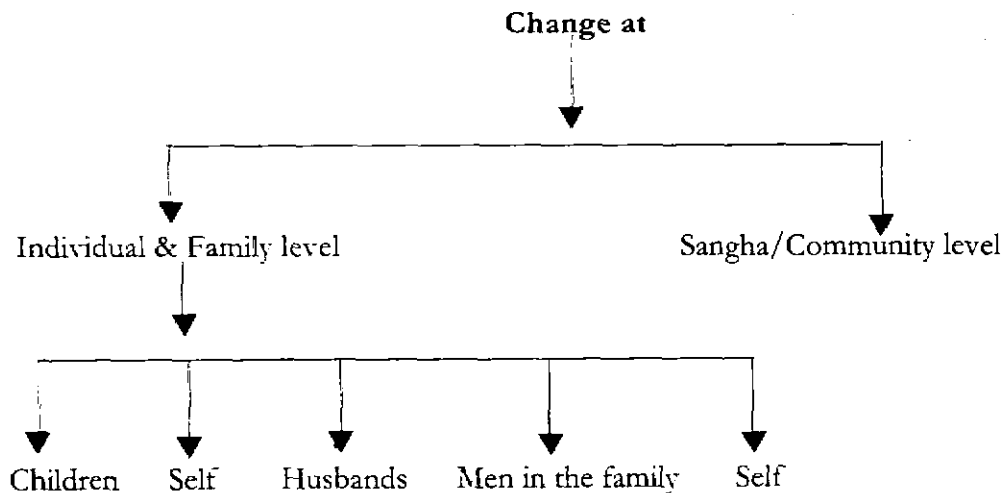 Change at
Individual & Family level Sangha/Community level
Children Self Husbands Men in the family Self